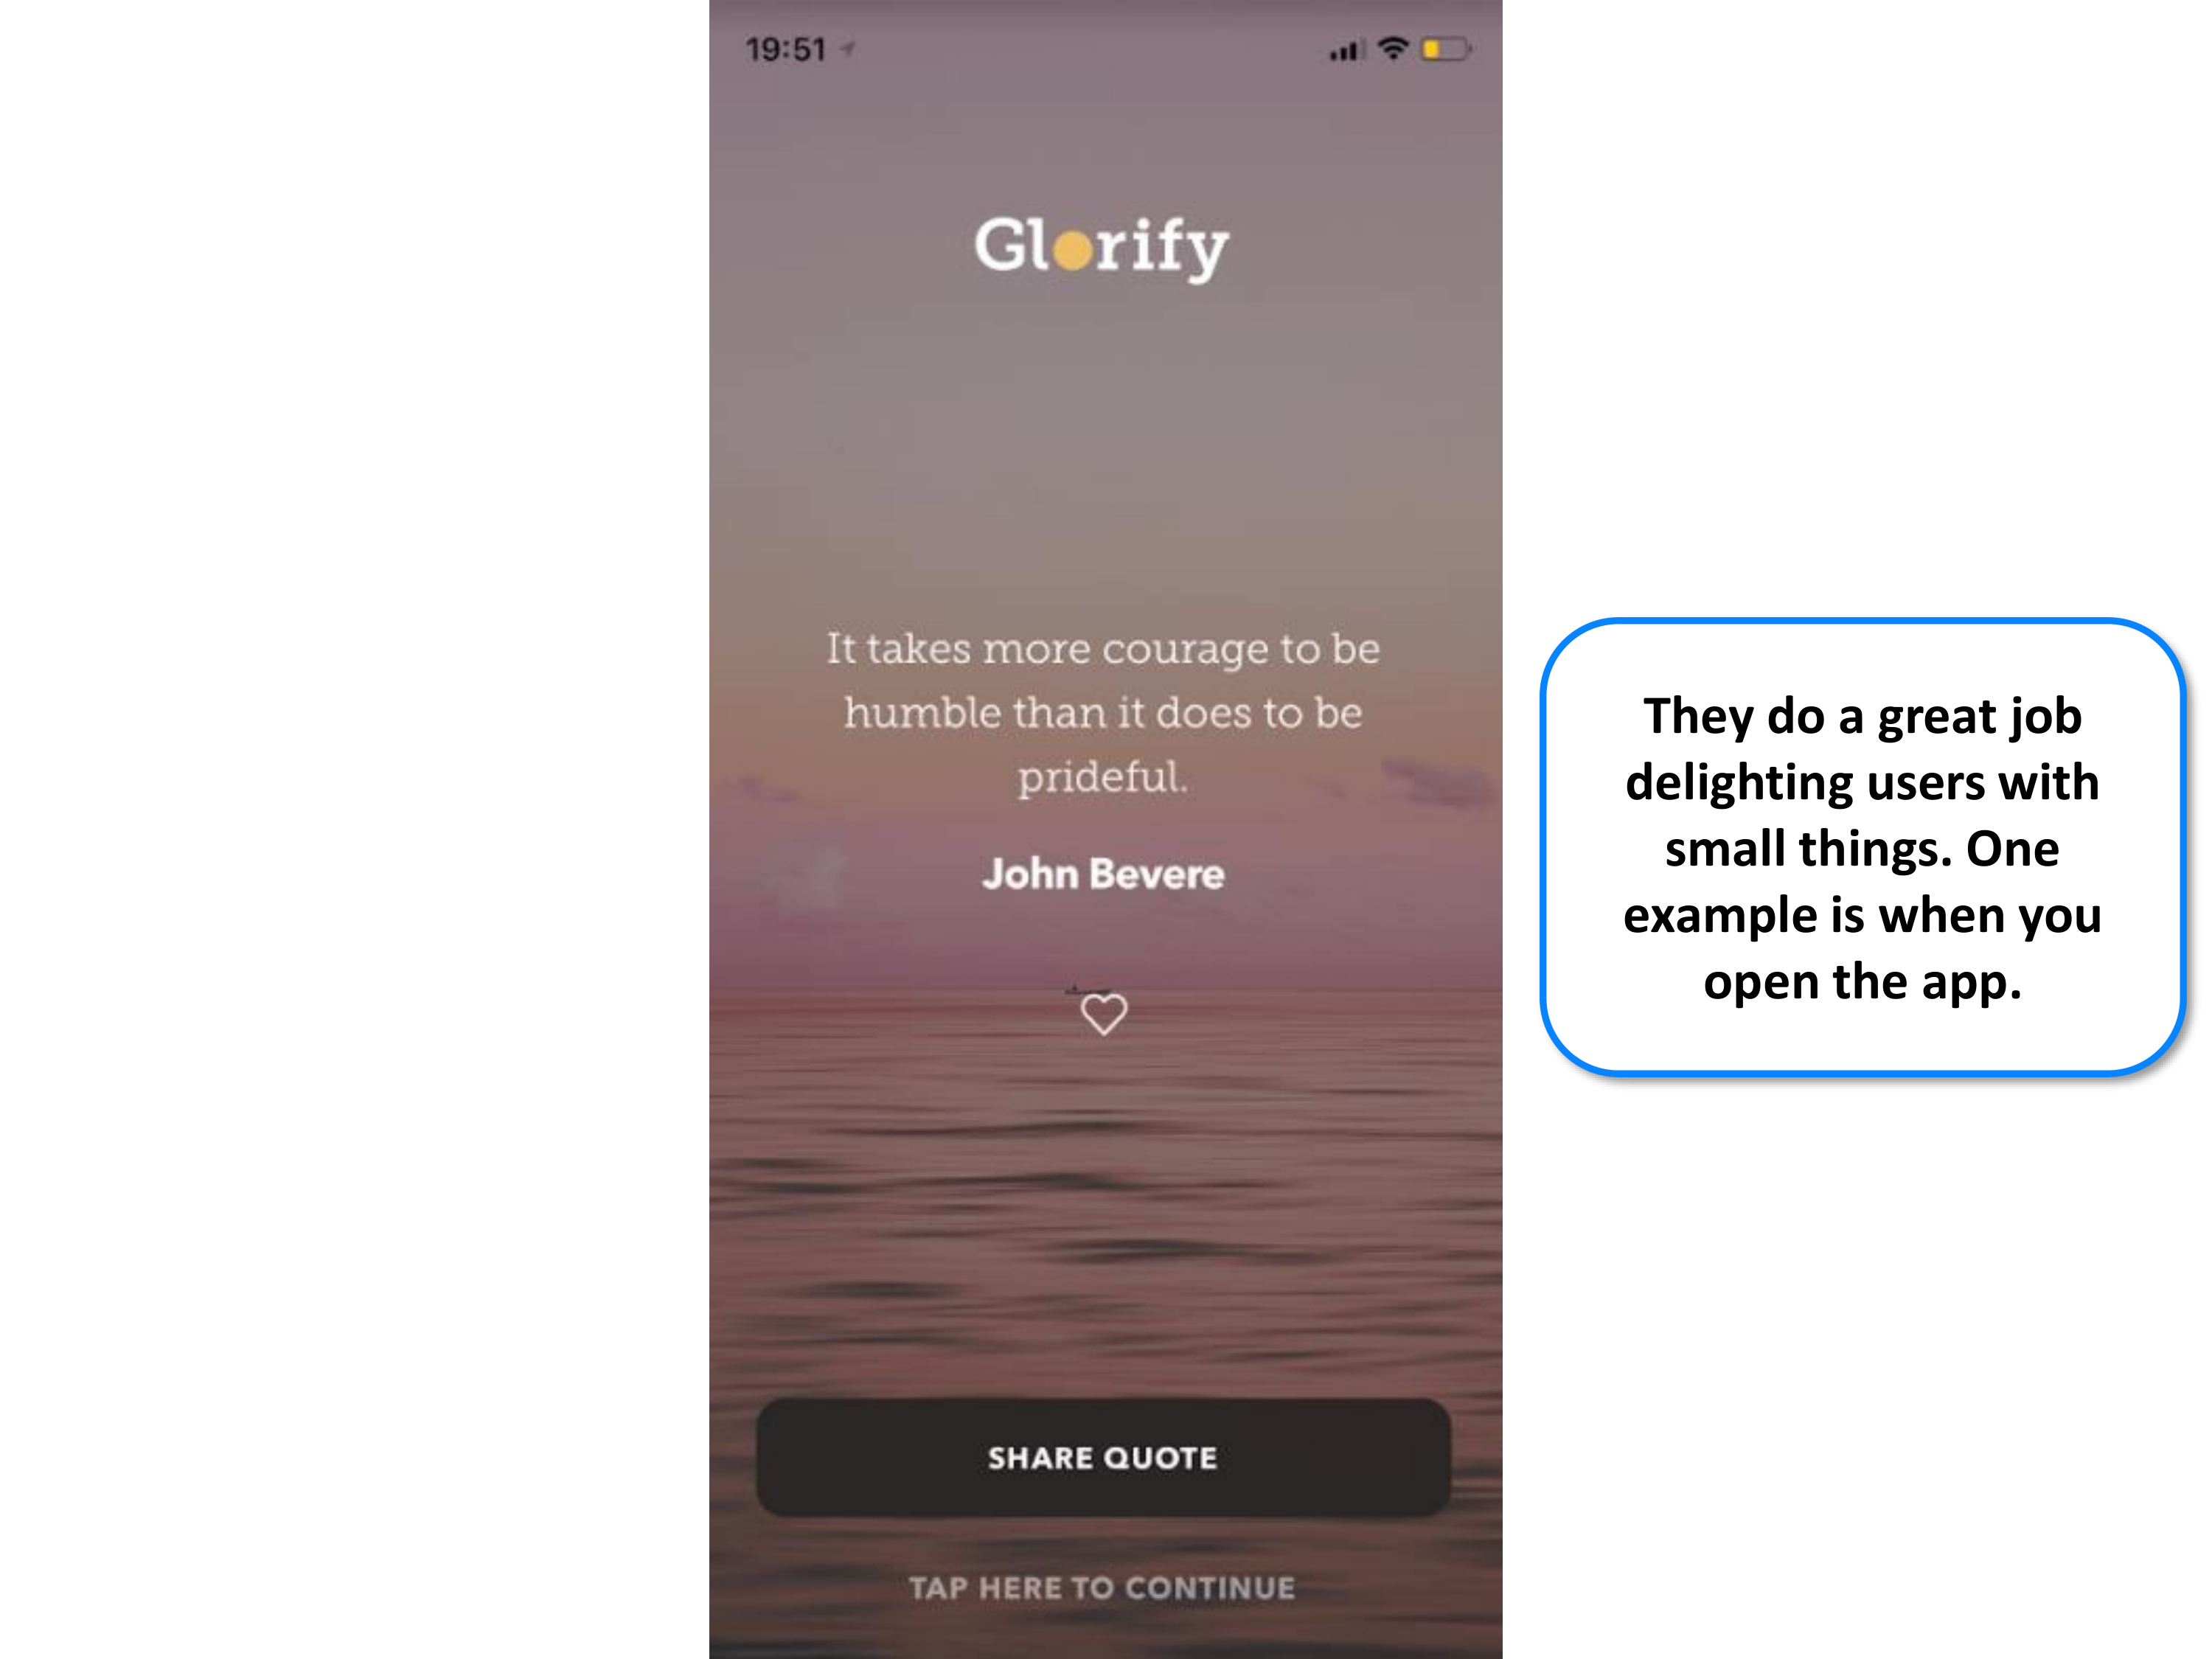 19:51
Glorify
It takes more courage to be
humble than it does to be
prideful.
John Bevere
SHARE QUOTE
TAP HERE TO CONTINUE
They do a great job
delighting users with
small things. One
example is when you
open the app.